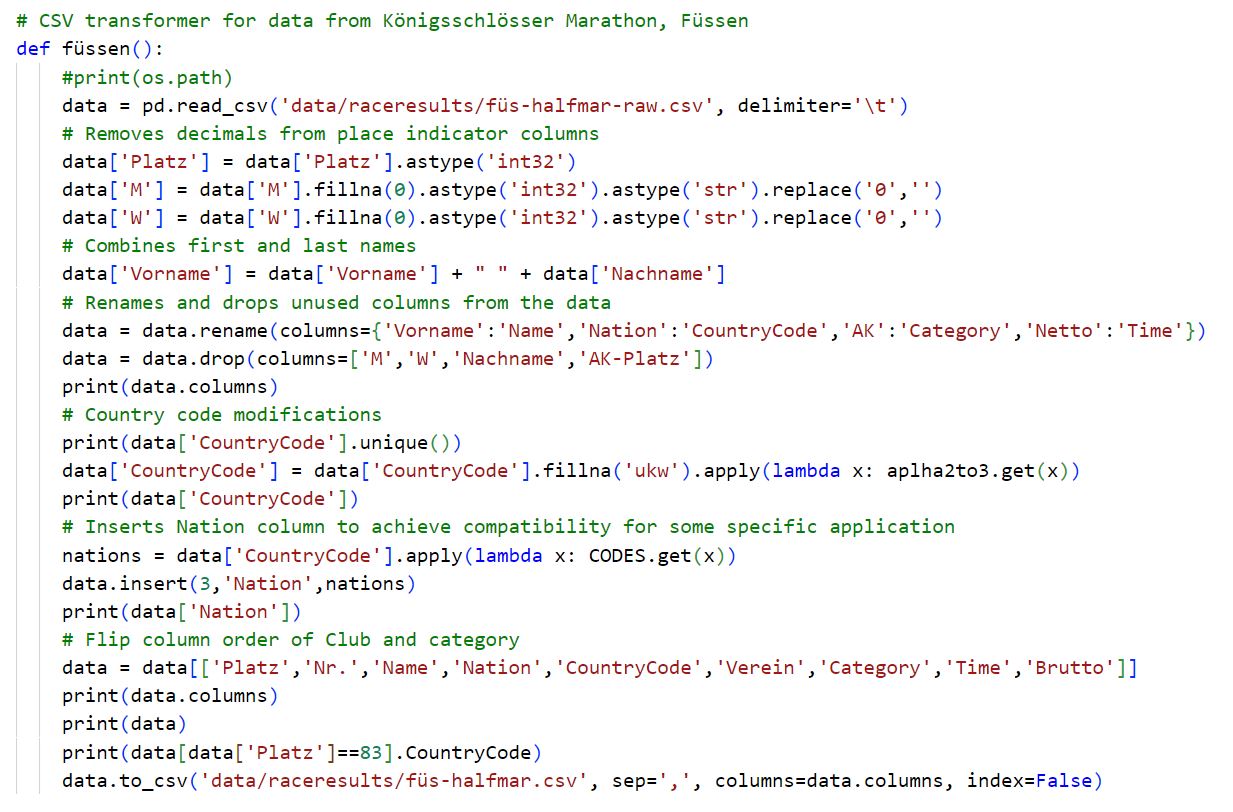 # CSV transformer for data from Königsschlösser Marathon, Füssen
def füssen():
    #print(os.path)
    data = pd.read_csv('data/raceresults/füs-halfmar-raw.csv', delimiter='\t')
    # Removes decimals from place indicator columns
    data['Platz'] = data['Platz'].astype('int32')
    data['M'] = data['M'].fillna(0).astype('int32').astype('str').replace('0','')
    data['W'] = data['W'].fillna(0).astype('int32').astype('str').replace('0','')
    # Combines first and last names
    data['Vorname'] = data['Vorname'] + " " + data['Nachname']
    # Renames and drops unused columns from the data
    data = data.rename(columns={'Vorname':'Name','Nation':'CountryCode','AK':'Category','Netto':'Time'})
    data = data.drop(columns=['M','W','Nachname','AK-Platz'])
    print(data.columns)
    # Country code modifications
    print(data['CountryCode'].unique())
    data['CountryCode'] = data['CountryCode'].fillna('ukw').apply(lambda x: aplha2to3.get(x))
    print(data['CountryCode'])
    # Inserts Nation column to achieve compatibility for some specific application
    nations = data['CountryCode'].apply(lambda x: CODES.get(x))
    data.insert(3,'Nation',nations)
    print(data['Nation'])
    # Flip column order of Club and category
    data = data[['Platz','Nr.','Name','Nation','CountryCode','Verein','Category','Time','Brutto']]
    print(data.columns)
    print(data)
    print(data[data['Platz']==83].CountryCode)
    data.to_csv('data/raceresults/füs-halfmar.csv', sep=',', columns=data.columns, index=False)